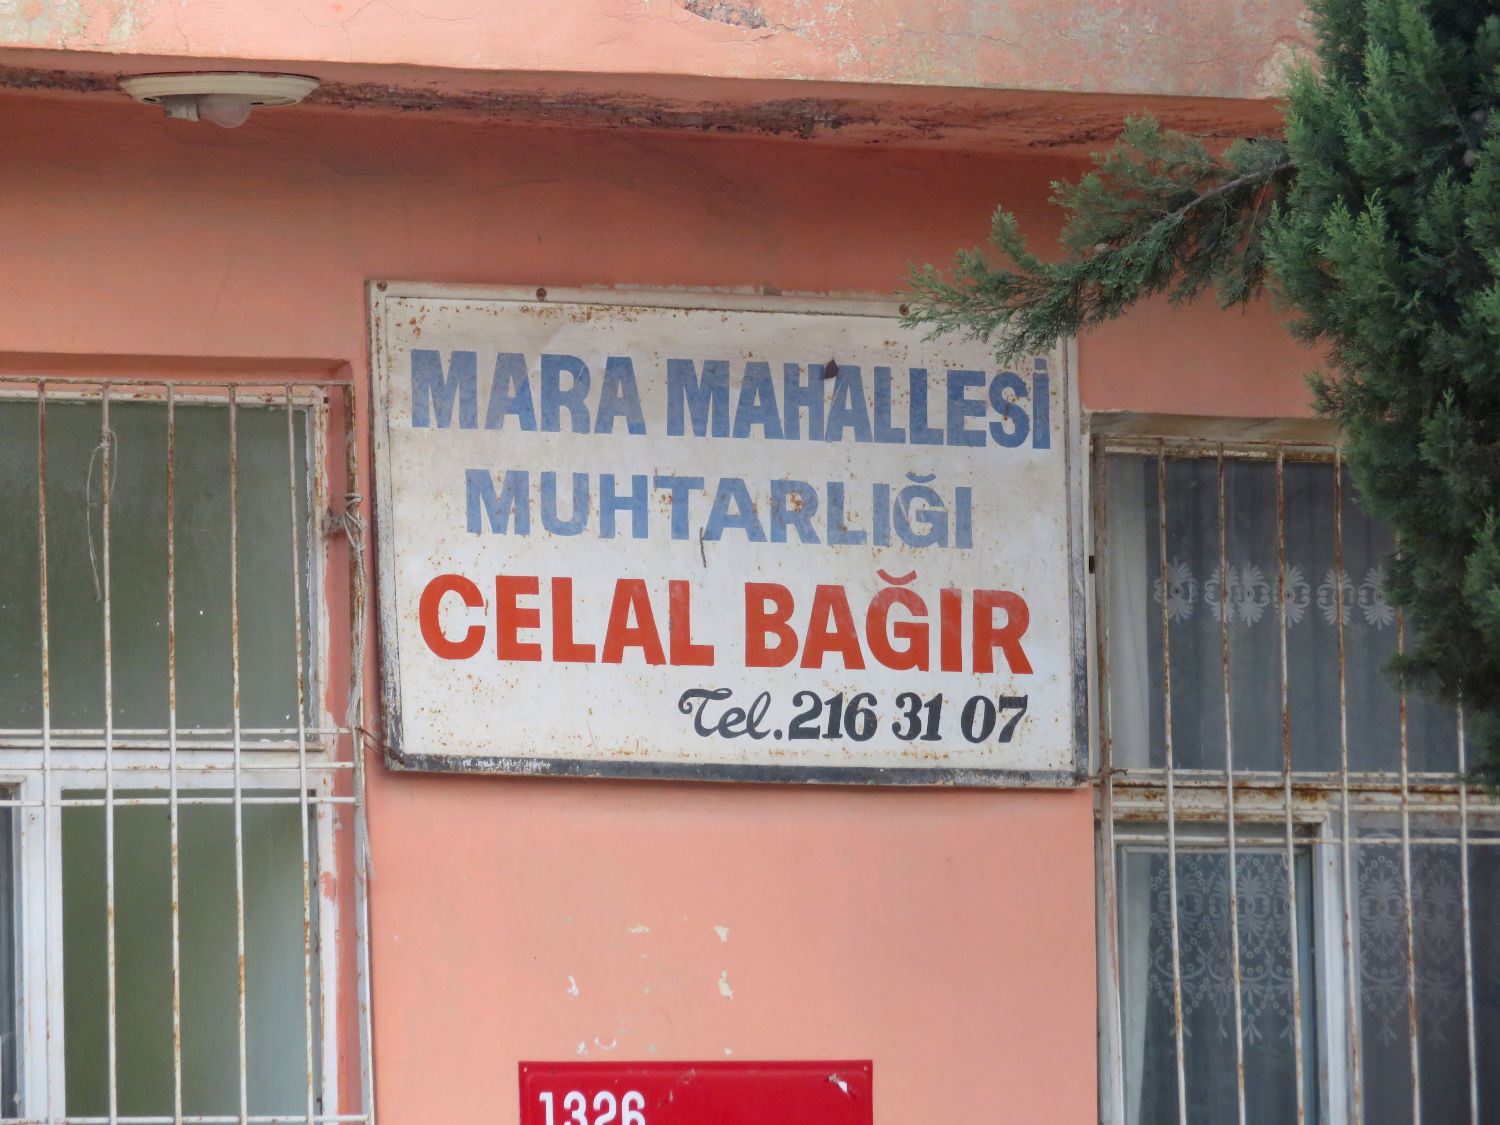 MARA MAHALLESİ
MUHTARLIĞI
CELAL BAĞIR
Tel. 216 31 07
1326